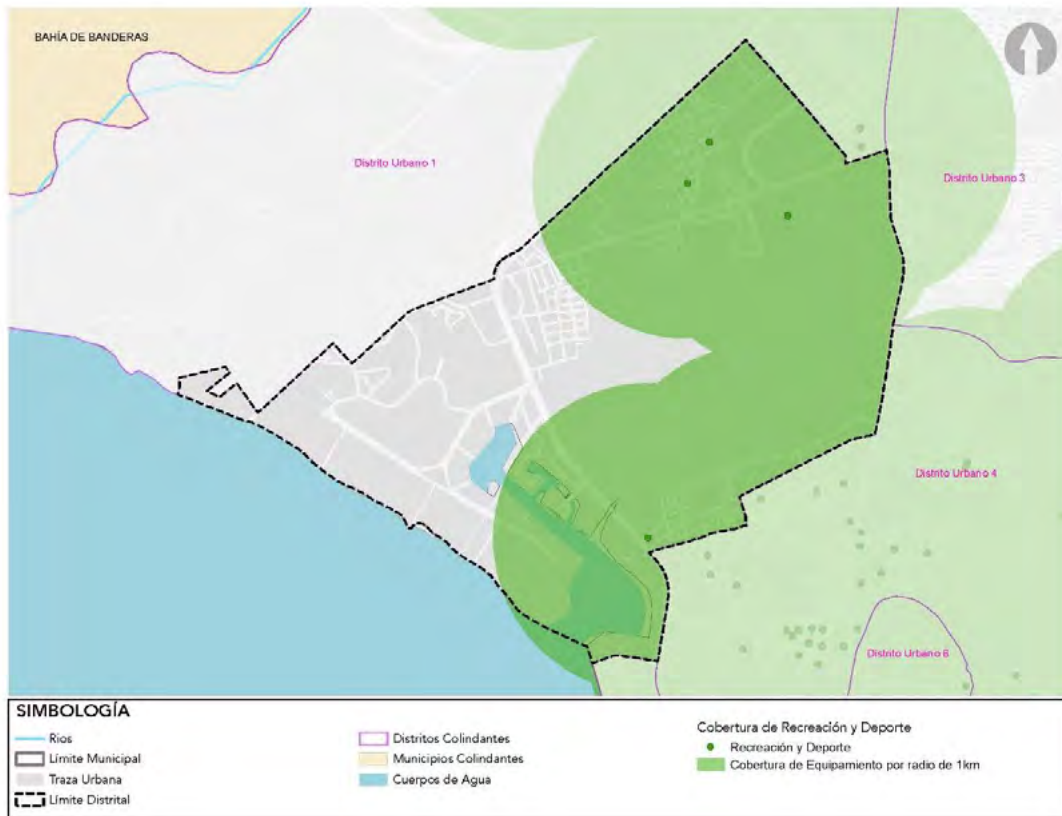 BAHÍA DE BANDERAS
Distrito Urbano 1
Distrito Urbano 3
Distrito Urbano 4
Distrito Urbano 6
SIMBOLOGÍA
Rios
Límite Municipal
Traza Urbana
Límite Distrital
Distritos Colindantes
Municipios Colindantes
Cuerpos de Agua
Cobertura de Recreación y Deporte
Recreación y Deporte
Cobertura de Equipamiento por radio de 1km